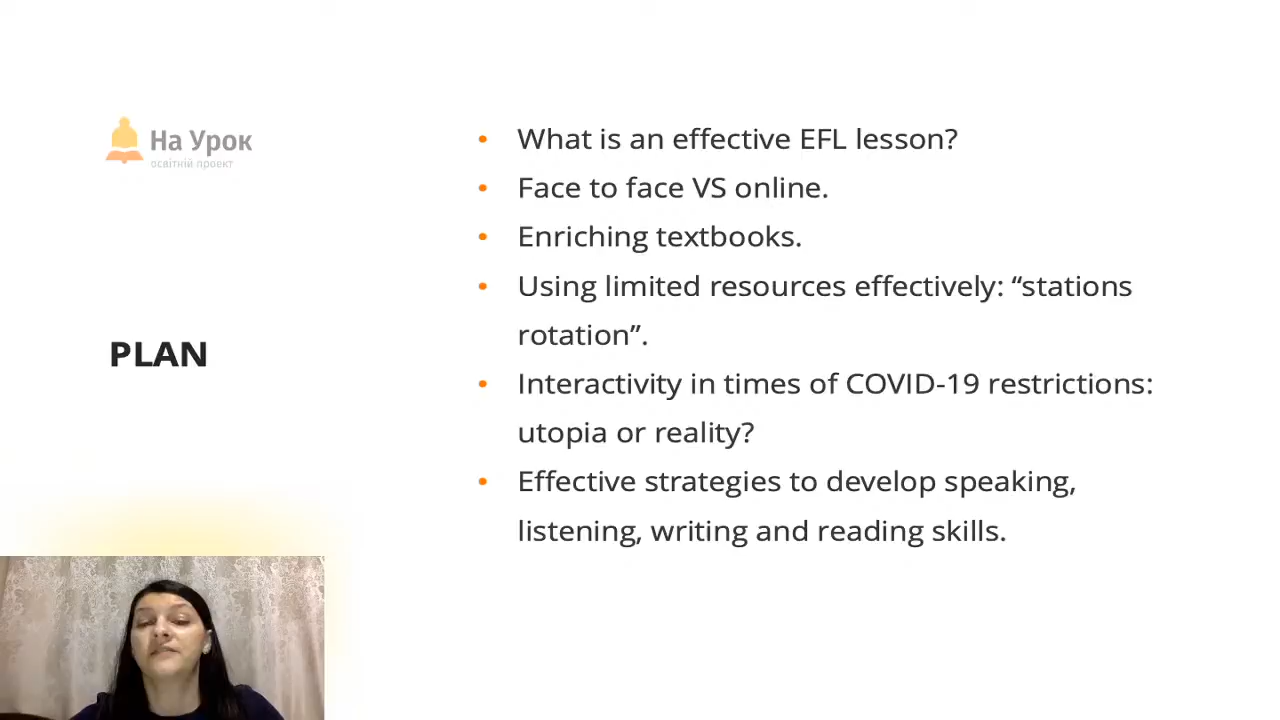 На Урок
освітній проект
PLAN
• What is an effective EFL lesson?
• Face to face VS online.
• Enriching textbooks.
• Using limited resources effectively: “stations
rotation”.
• Interactivity in times of COVID-19 restrictions:
utopia or reality?
• Effective strategies to develop speaking,
listening, writing and reading skills.